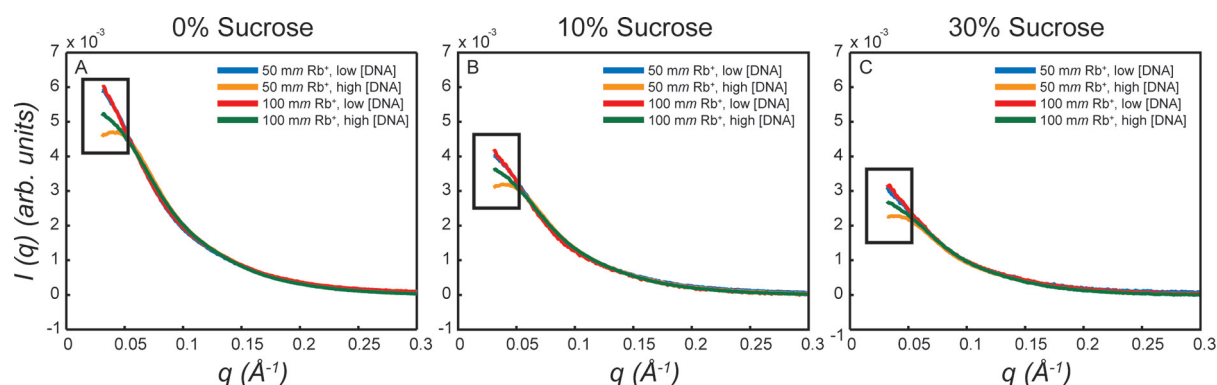 0% Sucrose
x 10⁻³
A
50 mm Rb⁺, low [DNA]
50 mm Rb⁺, high [DNA]
100 mm Rb⁺, low [DNA]
100 mm Rb⁺, high [DNA]
7
6
5
4
3
2
1
0
-1
I (q) (arb. units)
0 0.05 0.1 0.15 0.2 0.25 0.3
q (Å⁻¹)
10% Sucrose
x 10⁻³
B
50 mm Rb⁺, low [DNA]
50 mm Rb⁺, high [DNA]
100 mm Rb⁺, low [DNA]
100 mm Rb⁺, high [DNA]
7
6
5
4
3
2
1
0
-1
0 0.05 0.1 0.15 0.2 0.25 0.3
q (Å⁻¹)
30% Sucrose
x 10⁻³
C
50 mm Rb⁺, low [DNA]
50 mm Rb⁺, high [DNA]
100 mm Rb⁺, low [DNA]
100 mm Rb⁺, high [DNA]
7
6
5
4
3
2
1
0
-1
0 0.05 0.1 0.15 0.2 0.25 0.3
q (Å⁻¹)